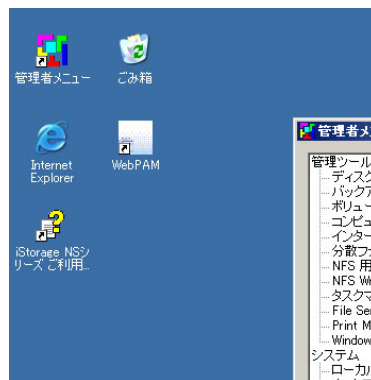 管理者メニュー
ごみ箱
Internet
Explorer
WebPAM
iStorage NSシ
リーズ ご利用...
管理者メ
管理ツール
ディスク
バックア
ボリュー
コンピュ
インター
分散フ
NFS 用
NFS
タスクマ
File Se
Print M
Window
システム
ローカル